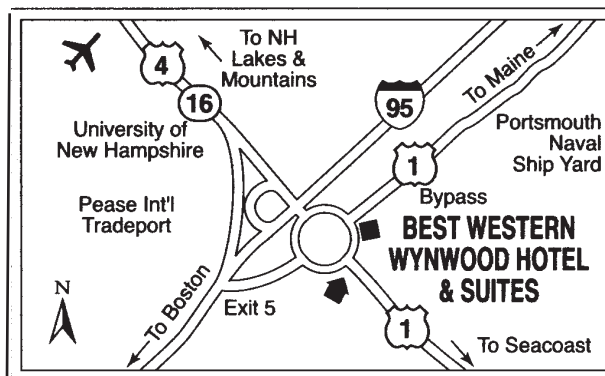 To NH
Lakes &
Mountains
4
16
University of
New Hampshire
Pease Int'l
Tradeport
95
To Maine
Portsmouth
Naval
Ship Yard
1
Bypass
BEST WESTERN
WYNWOOD HOTEL
& SUITES
N
To Boston
Exit 5
1
To Seacoast